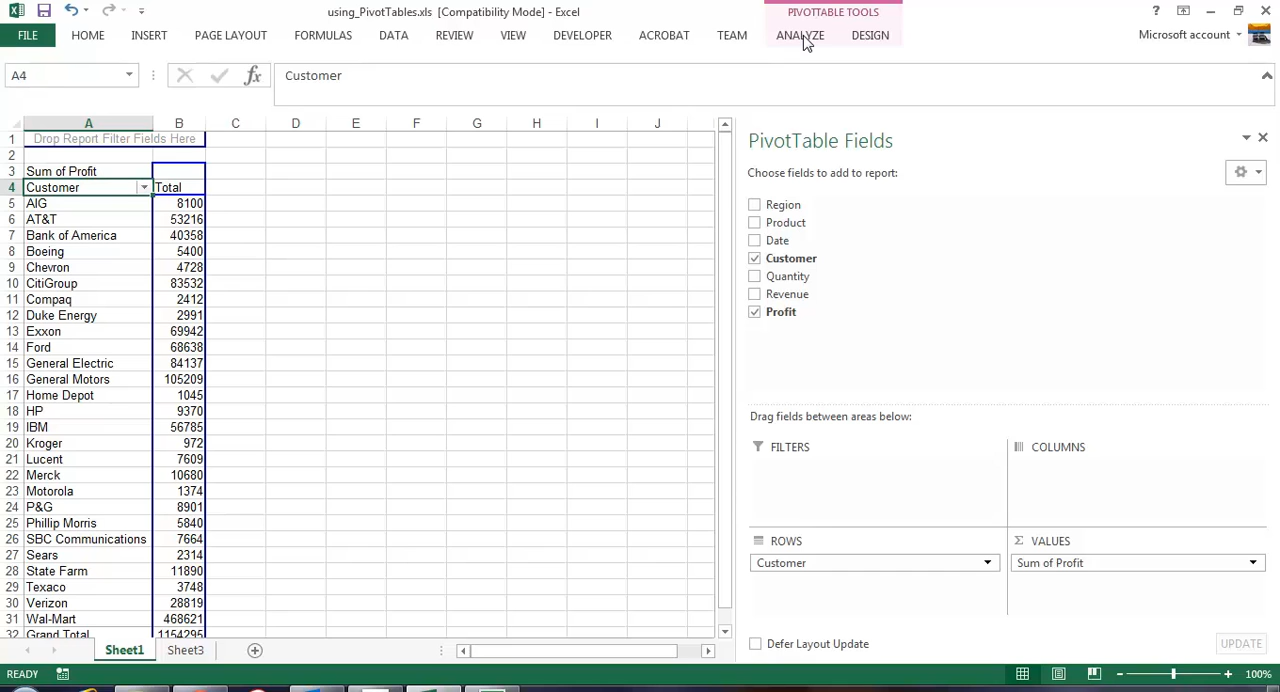 using_PivotTables.xls [Compatibility Mode] - Excel
PIVOTTABLE TOOLS
?
FILE HOME INSERT PAGE LAYOUT FORMULAS DATA REVIEW VIEW DEVELOPER ACROBAT TEAM ANALYZE DESIGN Microsoft account
A4 fx Customer
A B C D E F G H I J
1 Drop Report Filter Fields Here
2
3 Sum of Profit
4 Customer Total
5 AIG 8100
6 AT&T 53216
7 Bank of America 40358
8 Boeing 5400
9 Chevron 4728
10 CitiGroup 83532
11 Compaq 2412
12 Duke Energy 2991
13 Exxon 69942
14 Ford 68638
15 General Electric 84137
16 General Motors 105209
17 Home Depot 1045
18 HP 9370
19 IBM 56785
20 Kroger 972
21 Lucent 7609
22 Merck 10680
23 Motorola 1374
24 P&G 8901
25 Phillip Morris 5840
26 SBC Communications 7664
27 Sears 2314
28 State Farm 11890
29 Texaco 3748
30 Verizon 28819
31 Wal-Mart 468621
32 Grand Total 1154295
PivotTable Fields
Choose fields to add to report:
Region
Product
Date
Customer
Quantity
Revenue
Profit
Drag fields between areas below:
FILTERS
COLUMNS
ROWS
Customer
Σ VALUES
Sum of Profit
Defer Layout Update
UPDATE
Sheet1 Sheet3
READY
100%